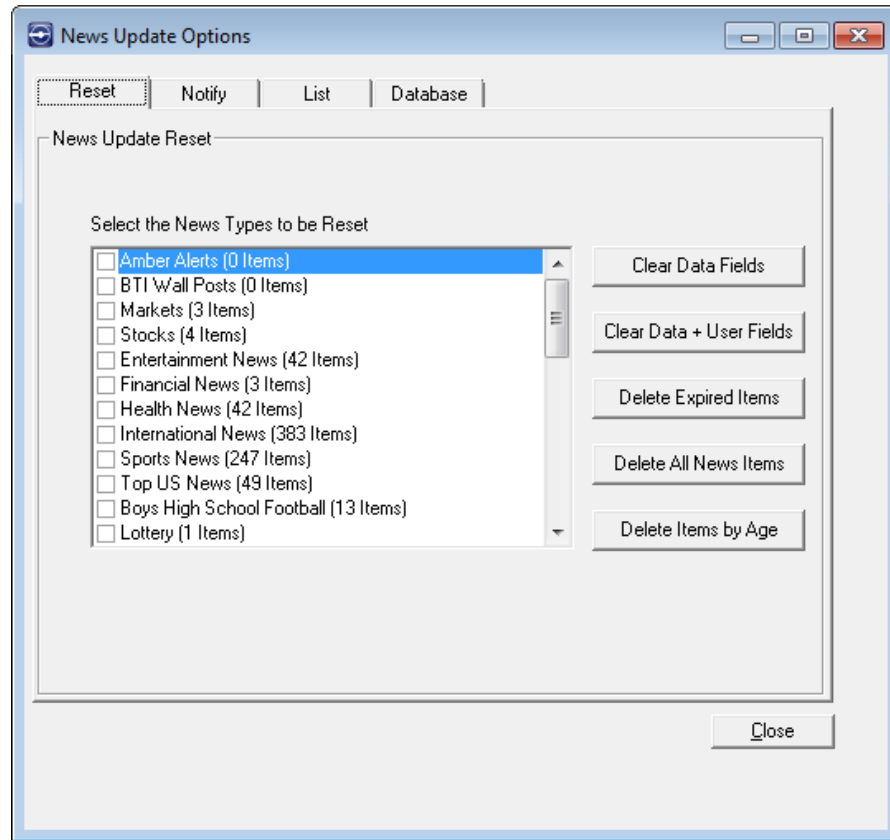 News Update Options
Reset Notify List Database
News Update Reset
Select the News Types to be Reset
Amber Alerts (0 Items)
BTI Wall Posts (0 Items)
Markets (3 Items)
Stocks (4 Items)
Entertainment News (42 Items)
Financial News (3 Items)
Health News (42 Items)
International News (383 Items)
Sports News (247 Items)
Top US News (49 Items)
Boys High School Football (13 Items)
Lottery (1 Items)
Clear Data Fields
Clear Data + User Fields
Delete Expired Items
Delete All News Items
Delete Items by Age
Close